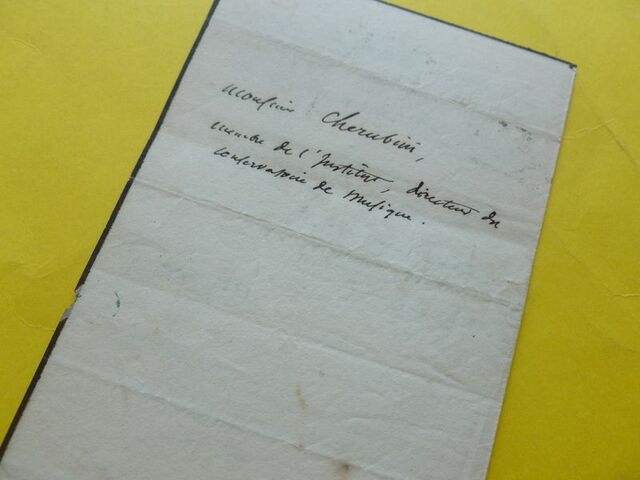 Monsieur Cherubini,
membre de l'Institut, directeur du
Conservatoire de Musique.